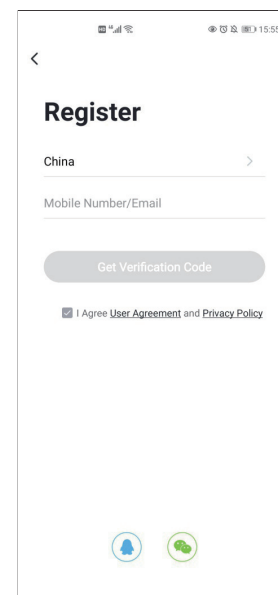 15:55
Register
China
Mobile Number/Email
Get Verification Code
I Agree User Agreement and Privacy Policy